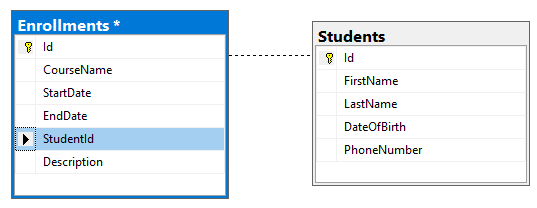 Enrollments *
Id
CourseName
StartDate
EndDate
StudentId
Description
Students
Id
FirstName
LastName
DateOfBirth
PhoneNumber